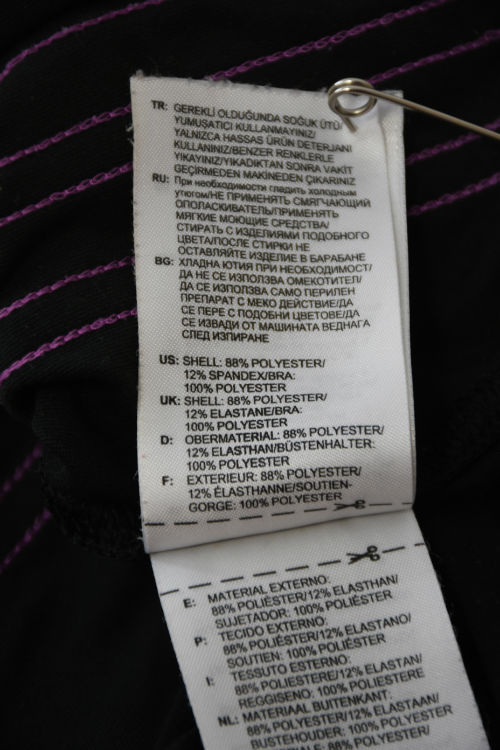 TR: GEREKLİ OLDUĞUNDA SOĞUK ÜTÜ/
YUMUŞATICI KULLANMAYINIZ/
YALNIZCA HASSAS ÜRÜN DETERJANI
KULLANINIZ/BENZER RENKLERLE
YIKAYINIZ/YIKADIKTAN SONRA VAKİT
GEÇİRMEDEN MAKİNEDEN ÇIKARINIZ
RU: При необходимости гладить холодным
утюгом/НЕ ПРИМЕНЯТЬ СМЯГЧАЮЩИЙ
ОПОЛАСКИВАТЕЛЬ/ПРИМЕНЯТЬ
МЯГКИЕ МОЮЩИЕ СРЕДСТВА/
СТИРАТЬ С ИЗДЕЛИЯМИ ПОДОБНОГО
ЦВЕТА/ПОСЛЕ СТИРКИ НЕ
ОСТАВЛЯЙТЕ ИЗДЕЛИЕ В БАРАБАНЕ
BG: ХЛАДНА ЮТИЯ ПРИ НЕОБХОДИМОСТ/
ДА НЕ СЕ ИЗПОЛЗВА ОМЕКОТИТЕЛ/
ДА СЕ ИЗПОЛЗВА САМО ПЕРИЛЕН
ПРЕПАРАТ С МЕКО ДЕЙСТВИЕ/ДА
СЕ ПЕРЕ С ПОДОБНИ ЦВЕТОВЕ/ДА
СЕ ИЗВАДИ ОТ МАШИНАТА ВЕДНАГА
СЛЕД ИЗПИРАНЕ
US: SHELL: 88% POLYESTER/
12% SPANDEX/BRA:
100% POLYESTER
UK: SHELL: 88% POLYESTER/
12% ELASTANE/BRA:
100% POLYESTER
D: OBERMATERIAL: 88% POLYESTER/
12% ELASTHAN/BÜSTENHALTER:
100% POLYESTER
F: EXTERIEUR: 88% POLYESTER/
12% ÉLASTHANNE/SOUTIEN-
GORGE: 100% POLYESTER
E: MATERIAL EXTERNO:
88% POLIÉSTER/12% ELASTHAN/
SUJETADOR: 100% POLIÉSTER
P: TECIDO EXTERNO:
88% POLIÉSTER/12% ELASTANO/
SOUTIEN: 100% POLIÉSTER
I: TESSUTO ESTERNO:
88% POLIESTERE/12% ELASTAN/
REGGISENO: 100% POLIESTERE
NL: MATERIAAL BUITENKANT:
88% POLYESTER/12% ELASTAAN/
BUSTEHOUDER: 100% POLYESTER